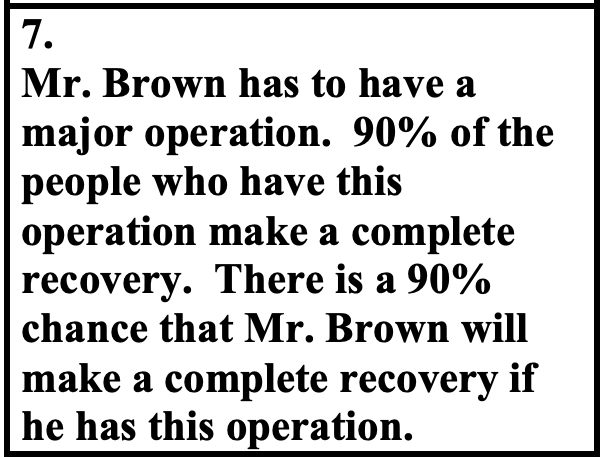 7.
Mr. Brown has to have a
major operation.  90% of the
people who have this
operation make a complete
recovery.  There is a 90%
chance that Mr. Brown will
make a complete recovery if
he has this operation.